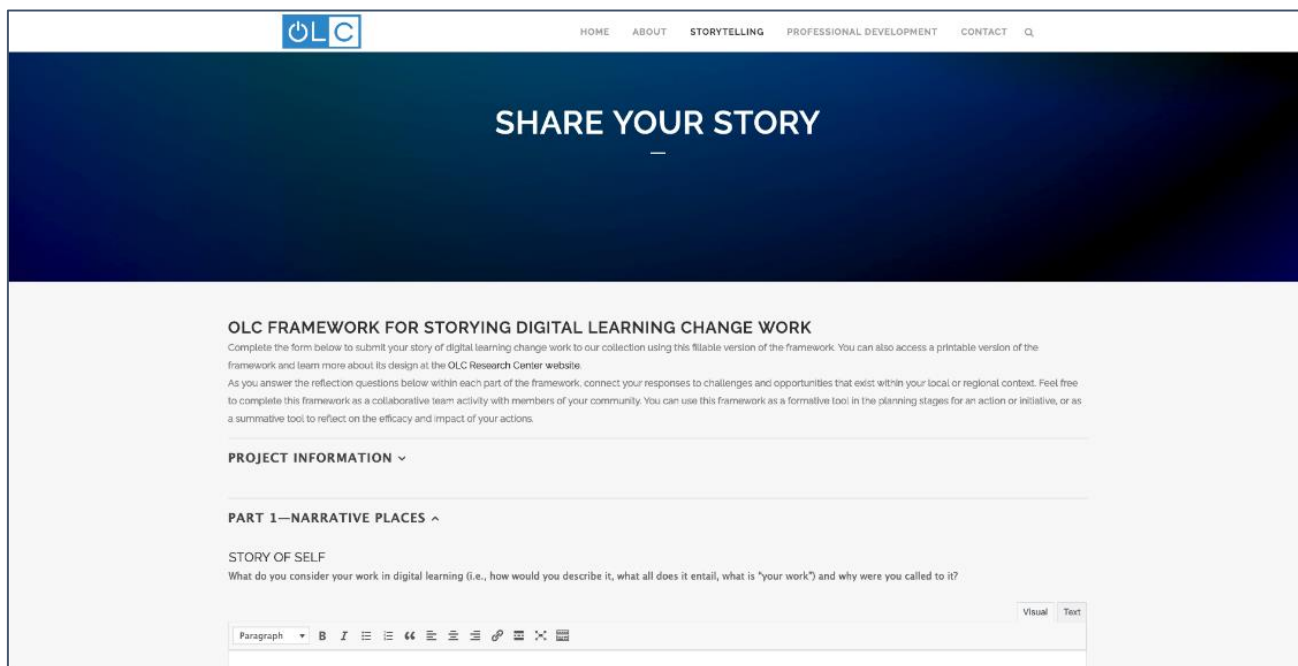 OLC
HOME ABOUT STORYTELLING PROFESSIONAL DEVELOPMENT CONTACT
SHARE YOUR STORY
OLC FRAMEWORK FOR STORYING DIGITAL LEARNING CHANGE WORK
Complete the form below to submit your story of digital learning change work to our collection using this fillable version of the framework. You can also access a printable version of the
framework and learn more about its design at the OLC Research Center website.
As you answer the reflection questions below within each part of the framework, connect your responses to challenges and opportunities that exist within your local or regional context. Feel free
to complete this framework as a collaborative team activity with members of your community. You can use this framework as a formative tool in the planning stages for an action or initiative, or as
a summative tool to reflect on the efficacy and impact of your actions.
PROJECT INFORMATION
PART 1—NARRATIVE PLACES
STORY OF SELF
What do you consider your work in digital learning (i.e., how would you describe it, what all does it entail, what is "your work") and why were you called to it?
Visual Text
Paragraph B I